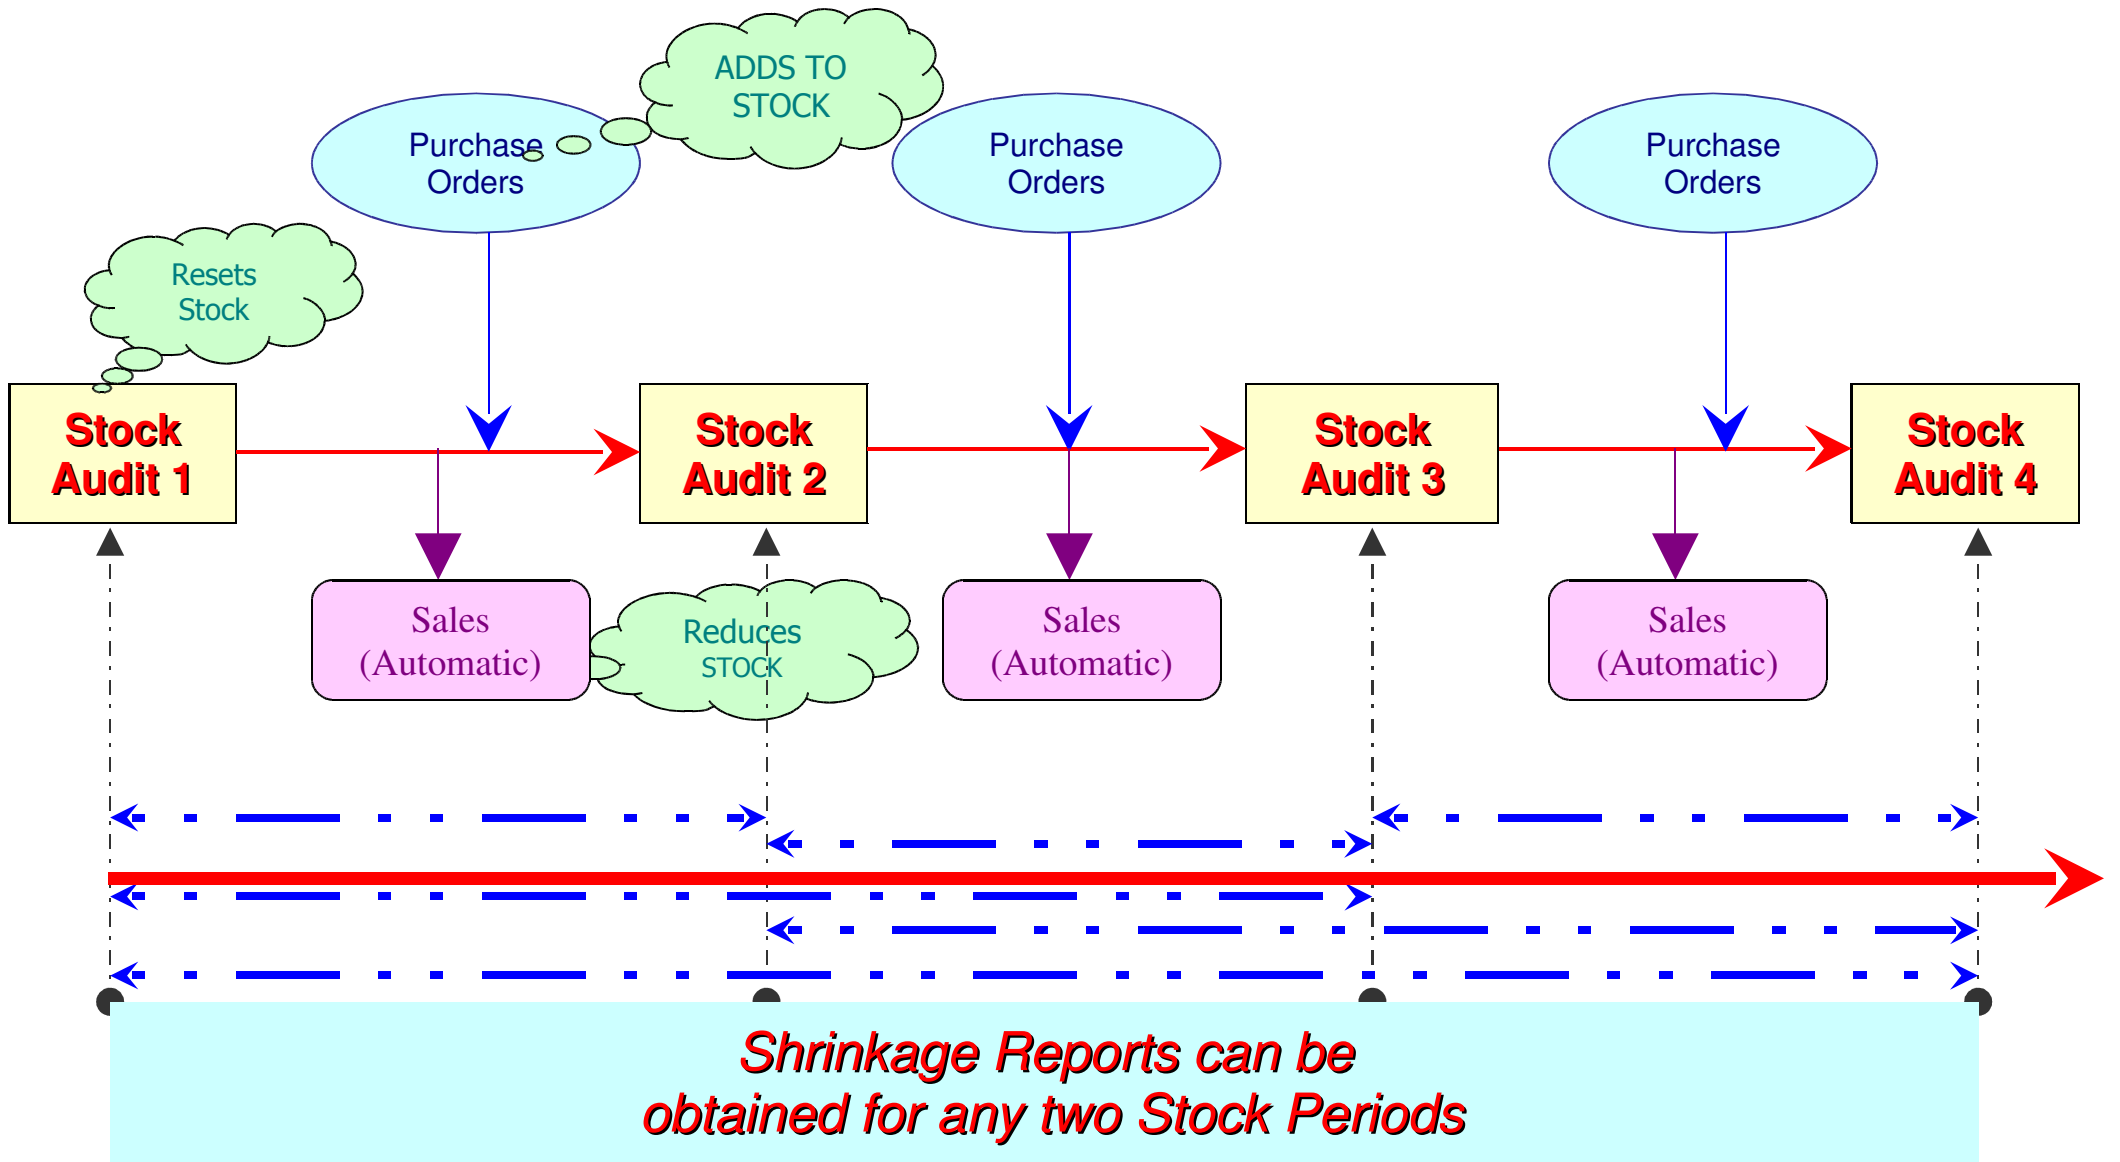 ADDS TO
STOCK
Purchase
Orders
Purchase
Orders
Purchase
Orders
Resets
Stock
Stock
Audit 1
Stock
Audit 2
Stock
Audit 3
Stock
Audit 4
Sales
(Automatic)
Reduces
STOCK
Sales
(Automatic)
Sales
(Automatic)
Shrinkage Reports can be
obtained for any two Stock Periods